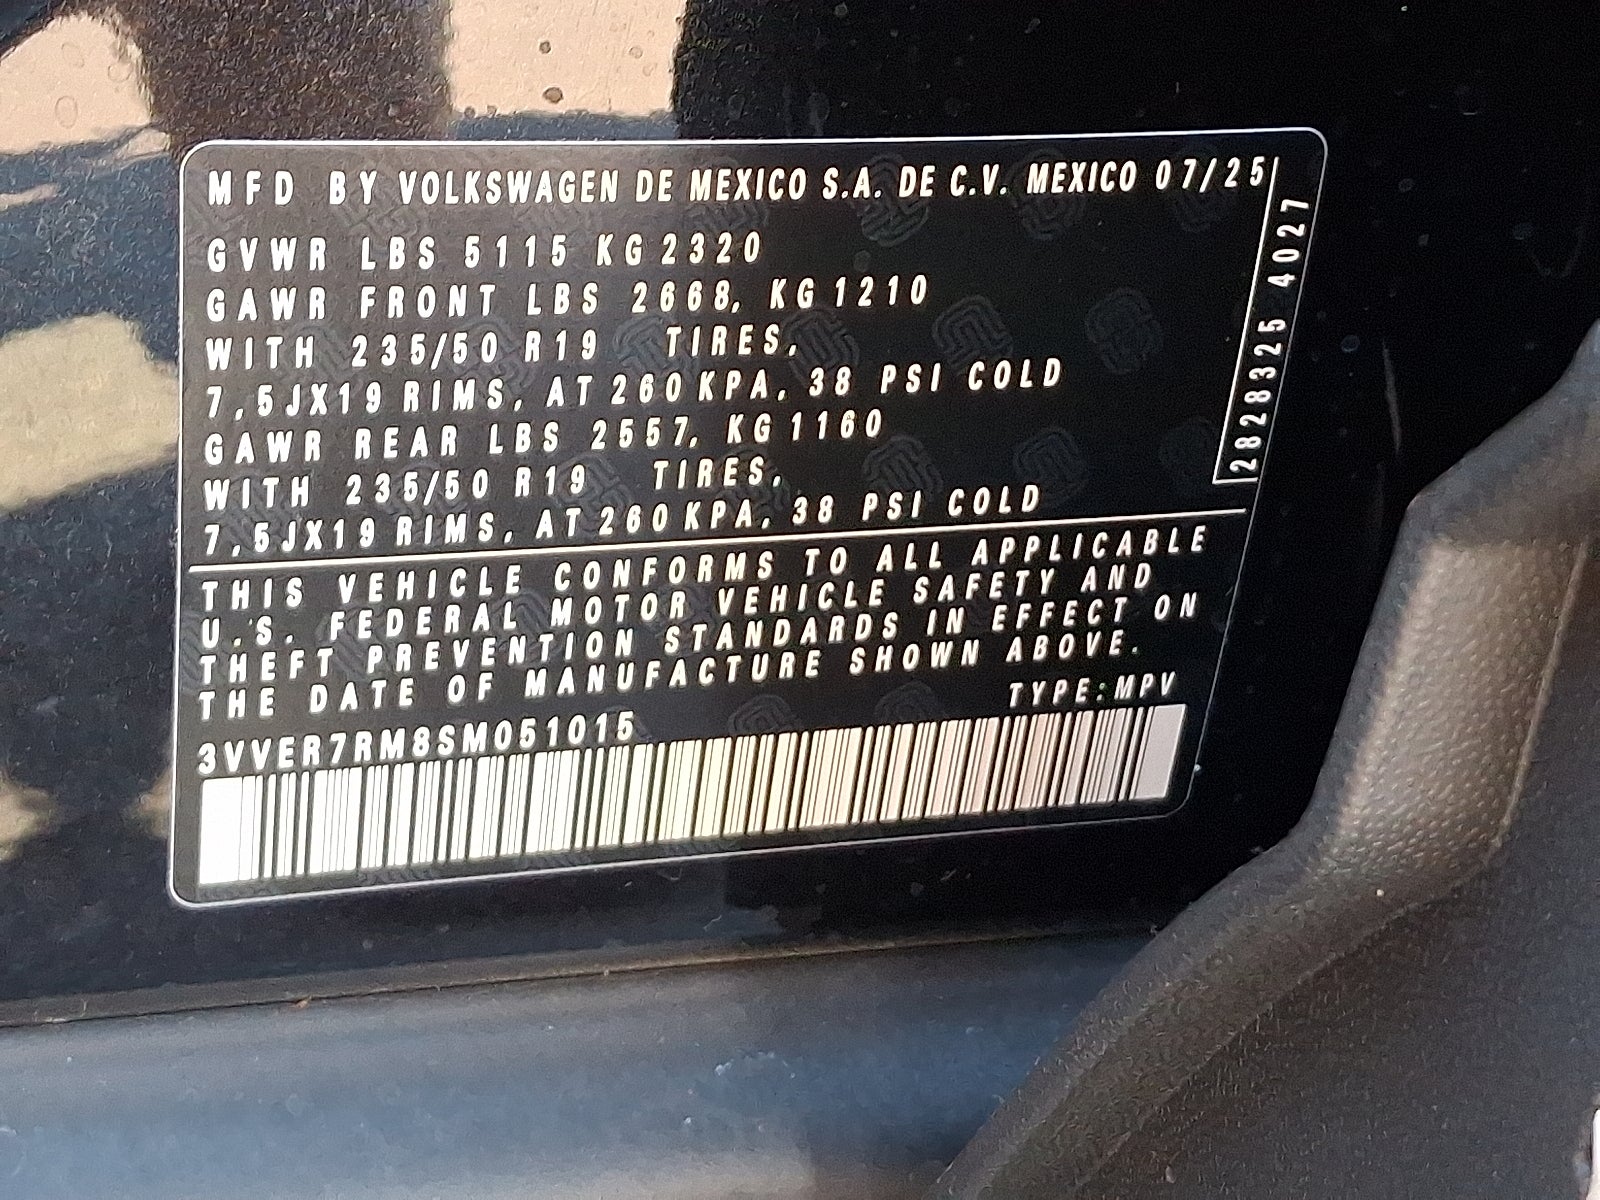 MFD BY VOLKSWAGEN DE MEXICO S.A. DE C.V. MEXICO 07/25
GVWR LBS 5115 KG 2320
GAWR FRONT LBS 2668, KG 1210
WITH 235/50 R19 TIRES,
7,5JX19 RIMS, AT 260 KPA, 38 PSI COLD
GAWR REAR LBS 2557, KG 1160
WITH 235/50 R19 TIRES,
7,5JX19 RIMS, AT 260 KPA, 38 PSI COLD
2828325 4027
THIS VEHICLE CONFORMS TO ALL APPLICABLE
U.S. FEDERAL MOTOR VEHICLE SAFETY AND
THEFT PREVENTION STANDARDS IN EFFECT ON
THE DATE OF MANUFACTURE SHOWN ABOVE.
TYPE:MPV
3VVER7RM8SM051015